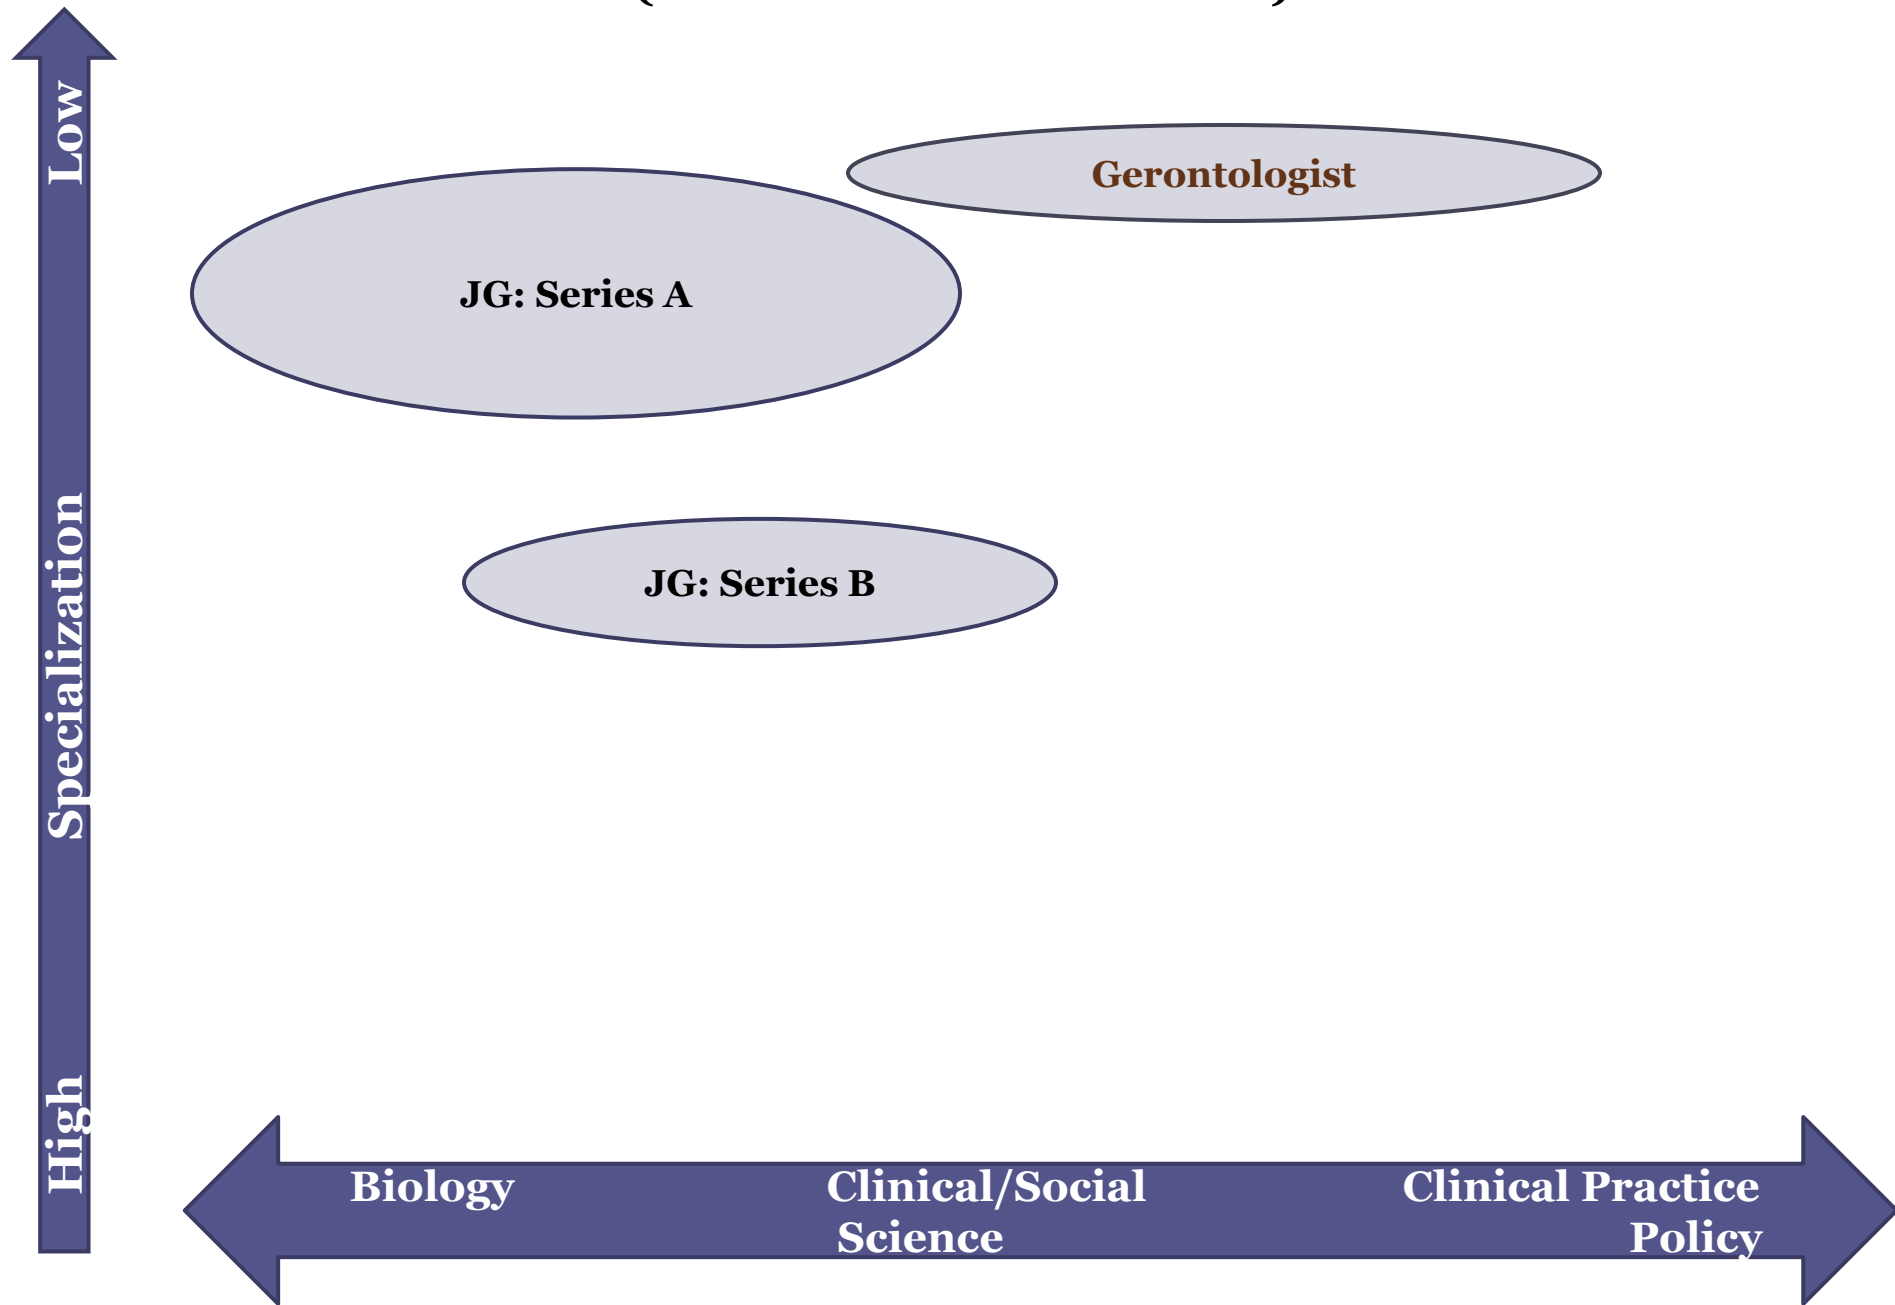 Low
Gerontologist
JG: Series A
Specialization
JG: Series B
High
Biology
Clinical/Social
Science
Clinical Practice
Policy